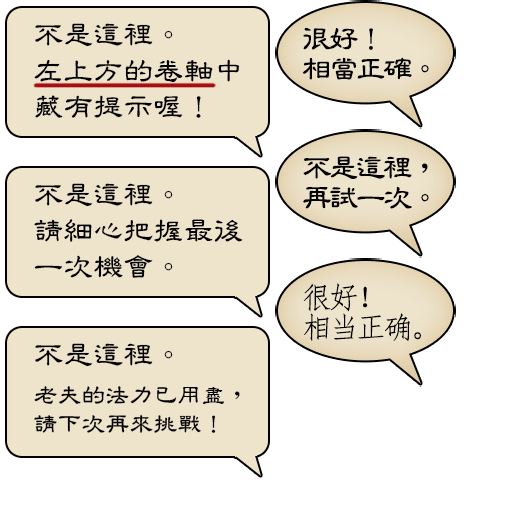 不是這裡。
左上方的卷軸中
藏有提示喔！
不是這裡。
請細心把握最後
一次機會。
不是這裡。
老夫的法力已用盡，
請下次再來挑戰！
很好！
相當正確。
不是這裡，
再試一次。
很好！
相当正确。